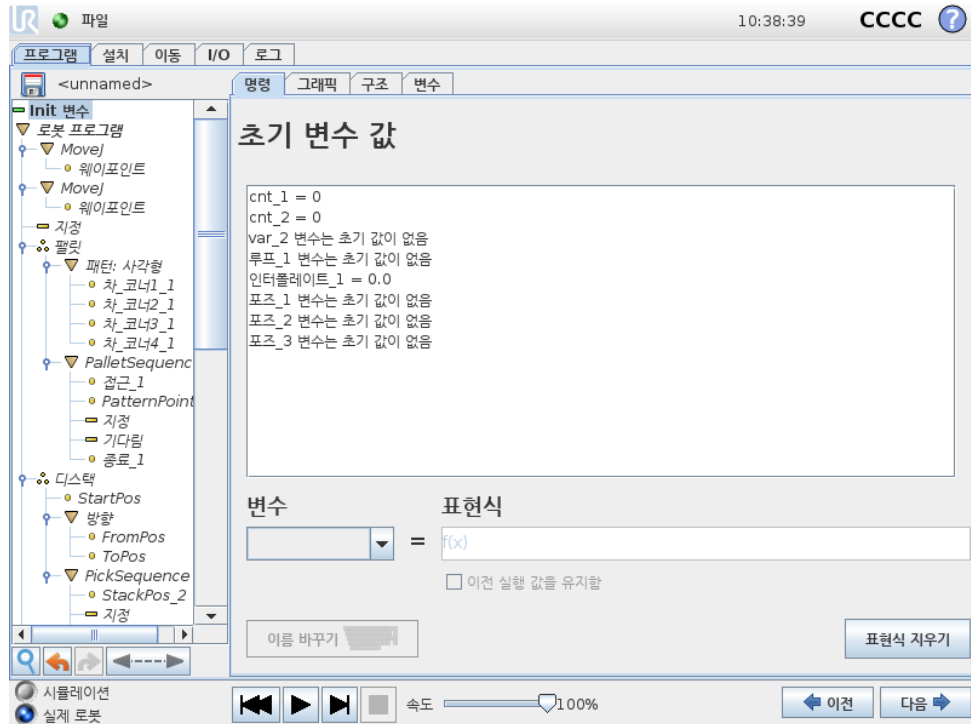 UR 파일 10:38:39 CCCC ?
프로그램 설치 이동 I/O 로그
<unnamed>
명령 그래픽 구조 변수
Init 변수
로봇 프로그램
MoveJ
웨이포인트
MoveJ
웨이포인트
지정
팔릿
패턴: 사각형
차_코너1_1
차_코너2_1
차_코너3_1
차_코너4_1
PalletSequenc
접근_1
PatternPoint
지정
기다림
종료_1
디스택
StartPos
방향
FromPos
ToPos
PickSequence
StackPos_2
지정
초기 변수 값
cnt_1 = 0
cnt_2 = 0
var_2 변수는 초기 값이 없음
루프_1 변수는 초기 값이 없음
인터폴레이트_1 = 0.0
포즈_1 변수는 초기 값이 없음
포즈_2 변수는 초기 값이 없음
포즈_3 변수는 초기 값이 없음
변수 표현식
= f(x)
이전 실행 값을 유지함
이름 바꾸기
표현식 지우기
시뮬레이션
실제 로봇
속도 100%
이전 다음